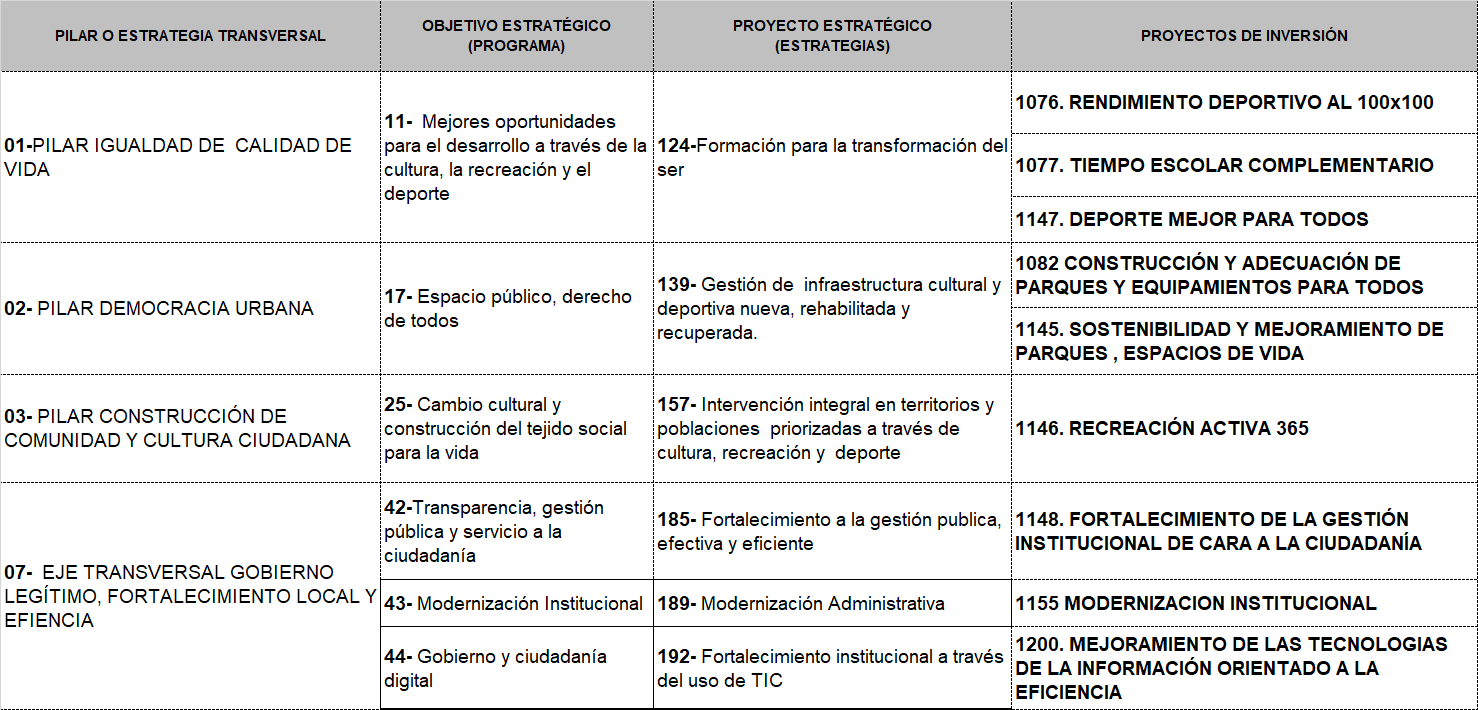 PILAR O ESTRATEGIA TRANSVERSAL
OBJETIVO ESTRATÉGICO
(PROGRAMA)
PROYECTO ESTRATÉGICO
(ESTRATEGIAS)
PROYECTOS DE INVERSIÓN
01-PILAR IGUALDAD DE CALIDAD DE
VIDA
11- Mejores oportunidades
para el desarrollo a través de la
cultura, la recreación y el
deporte
124-Formación para la transformación del
ser
1076. RENDIMIENTO DEPORTIVO AL 100x100
1077. TIEMPO ESCOLAR COMPLEMENTARIO
1147. DEPORTE MEJOR PARA TODOS
02- PILAR DEMOCRACIA URBANA
17- Espacio público, derecho
de todos
139- Gestión de infraestructura cultural y
deportiva nueva, rehabilitada y
recuperada.
1082 CONSTRUCCIÓN Y ADECUACIÓN DE
PARQUES Y EQUIPAMIENTOS PARA TODOS
1145. SOSTENIBILIDAD Y MEJORAMIENTO DE
PARQUES , ESPACIOS DE VIDA
03- PILAR CONSTRUCCIÓN DE
COMUNIDAD Y CULTURA CIUDADANA
25- Cambio cultural y
construcción del tejido social
para la vida
157- Intervención integral en territorios y
poblaciones priorizadas a través de
cultura, recreación y deporte
1146. RECREACIÓN ACTIVA 365
07- EJE TRANSVERSAL GOBIERNO
LEGÍTIMO, FORTALECIMIENTO LOCAL Y
EFIENCIA
42-Transparencia, gestión
pública y servicio a la
ciudadanía
185- Fortalecimiento a la gestión publica,
efectiva y eficiente
1148. FORTALECIMIENTO DE LA GESTIÓN
INSTITUCIONAL DE CARA A LA CIUDADANÍA
43- Modernización Institucional
189- Modernización Administrativa
1155 MODERNIZACION INSTITUCIONAL
44- Gobierno y ciudadanía
digital
192- Fortalecimiento institucional a través
del uso de TIC
1200. MEJORAMIENTO DE LAS TECNOLOGIAS
DE LA INFORMACIÓN ORIENTADO A LA
EFICIENCIA